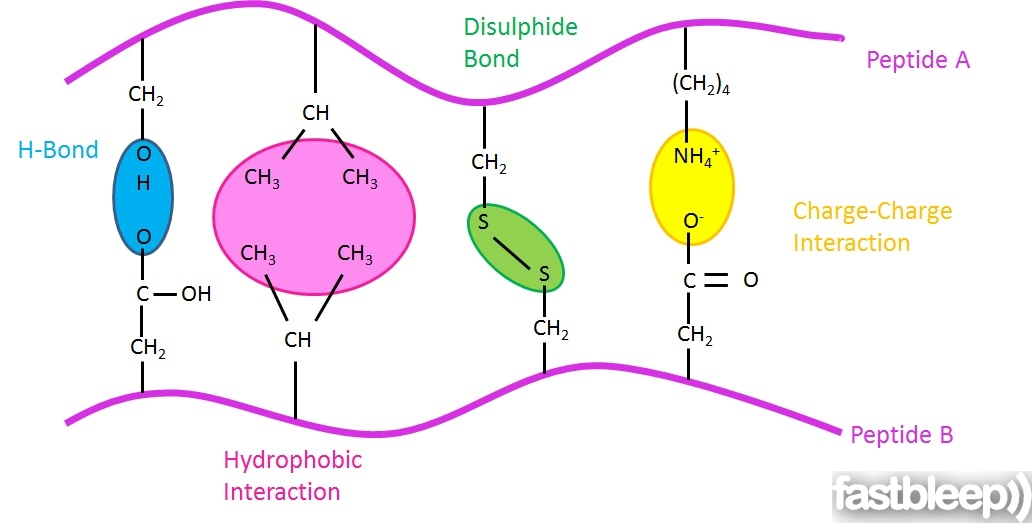 Disulphide
Bond
Peptide A
(CH₂)₄
CH₂
CH
H-Bond
O
H
O
CH₃ CH₃
CH₃ CH₃
CH₂
S
S
NH₄⁺
O⁻
Charge-Charge
Interaction
C OH
C O
CH₂
CH
CH₂
CH₂
Peptide B
Hydrophobic
Interaction
fastbleep